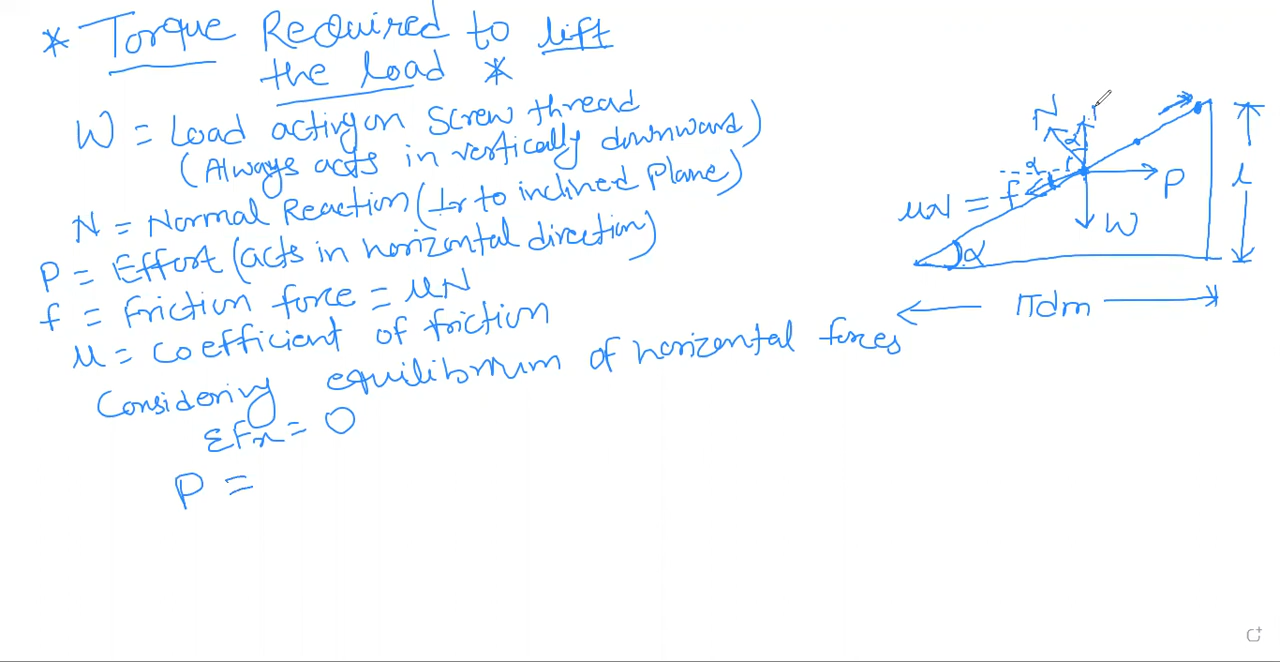 * Torque Required to lift
the load *
W = Load acting on screw thread
(Always acts in vertically downward)
N = Normal Reaction (⊥r to inclined plane)
P = Effort (acts in horizontal direction)
f = friction force = μN
μ = coefficient of friction
Considering equilibrium of horizontal forces
ΣFx = 0
P =
N
α
α
μN = f
P
W
l
α
πdm